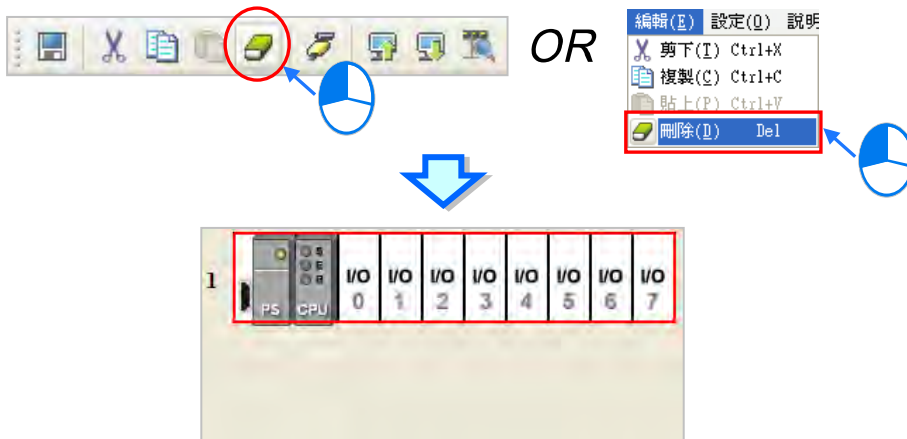 OR
編輯(E) 設定(O) 說明
剪下(T) Ctrl+X
複製(C) Ctrl+C
貼上(P) Ctrl+V
刪除(D) Del
1
PS CPU I/O I/O I/O I/O I/O I/O I/O I/O
0 1 2 3 4 5 6 7